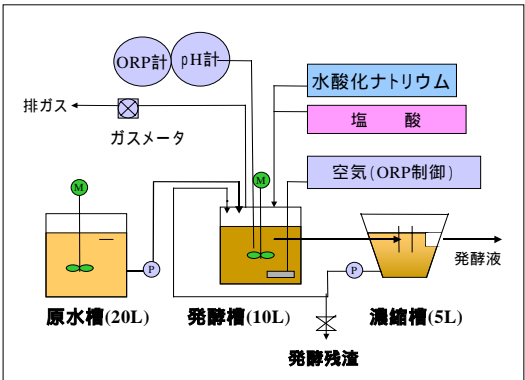 ORP計
pH計
水酸化ナトリウム
塩　酸
排ガス
ガスメータ
空気(ORP制御)
M
M
P
P
発酵液
原水槽(20L)
発酵槽(10L)
濃縮槽(5L)
発酵残渣